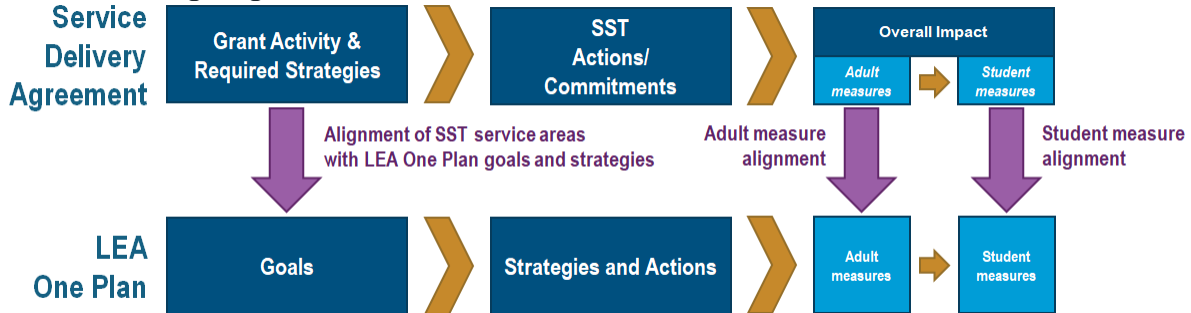 Service
Delivery
Agreement
Grant Activity &
Required Strategies
SST
Actions/
Commitments
Overall Impact
Adult
measures
Student
measures
Alignment of SST service areas
with LEA One Plan goals and strategies
Adult measure
alignment
Student measure
alignment
LEA
One Plan
Goals
Strategies and Actions
Adult
measures
Student
measures